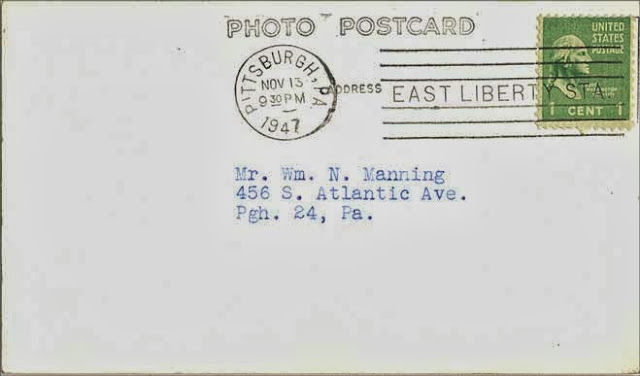 PHOTO POSTCARD
UNITED
STATES
POSTAGE
PITTSBURGH, PA
NOV 13
9 30 PM
1947
ADDRESS
EAST LIBERTY STA.
1 CENT 1
Mr. Wm. N. Manning
456 S. Atlantic Ave.
Pgh. 24, Pa.